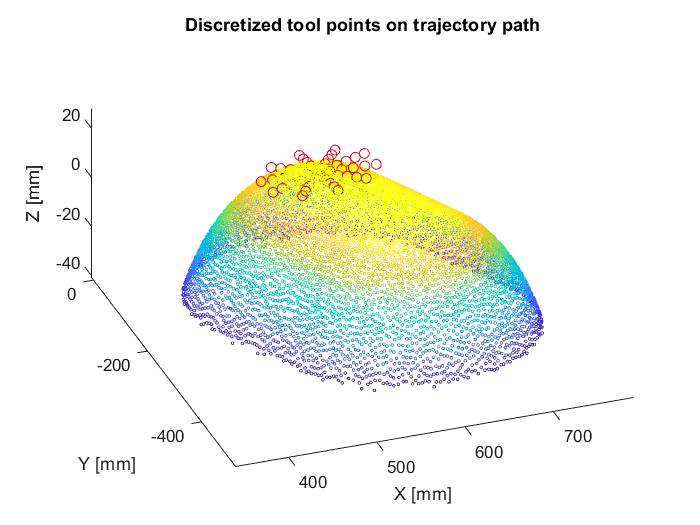 Discretized tool points on trajectory path
20
0
-20
-40
Z [mm]
0
-200
-400
Y [mm]
400
500
600
700
X [mm]